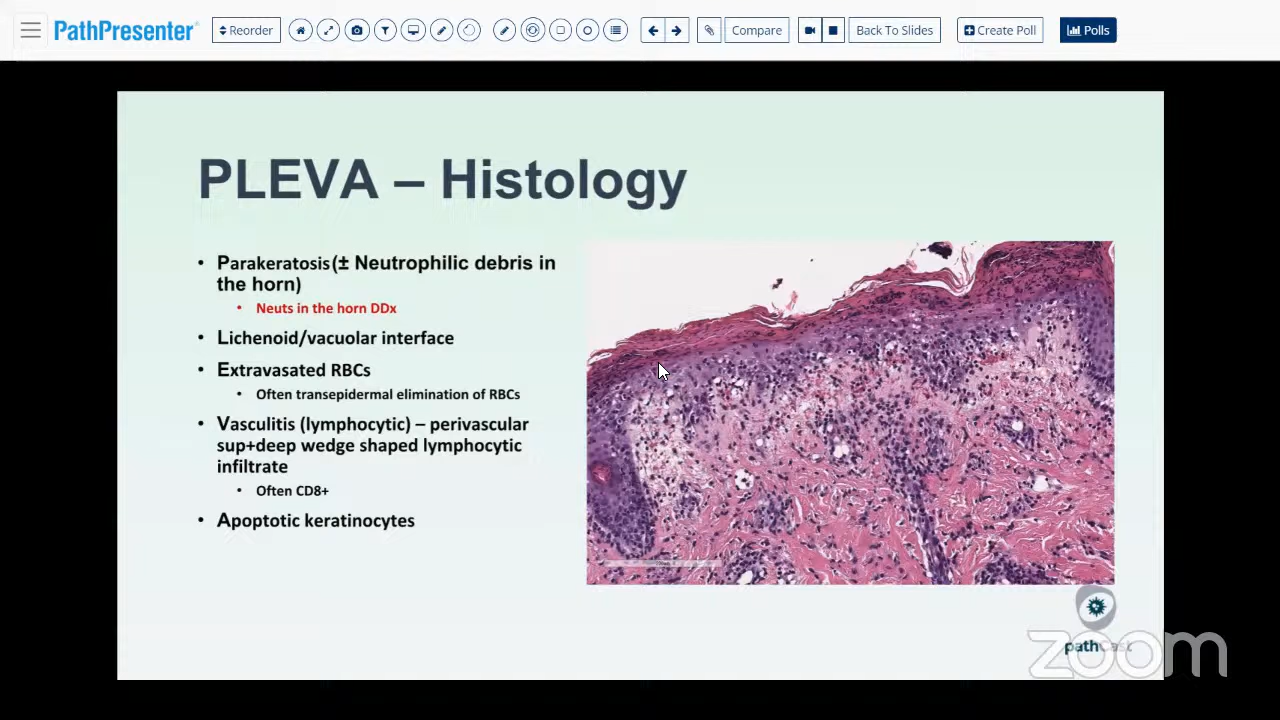 PathPresenter
Reorder
Compare
Back To Slides
Create Poll
Polls
PLEVA – Histology
• Parakeratosis(± Neutrophilic debris in
the horn)
• Neuts in the horn DDx
• Lichenoid/vacuolar interface
• Extravasated RBCs
• Often transepidermal elimination of RBCs
• Vasculitis (lymphocytic) – perivascular
sup+deep wedge shaped lymphocytic
infiltrate
• Often CD8+
• Apoptotic keratinocytes
pathCast
zoom